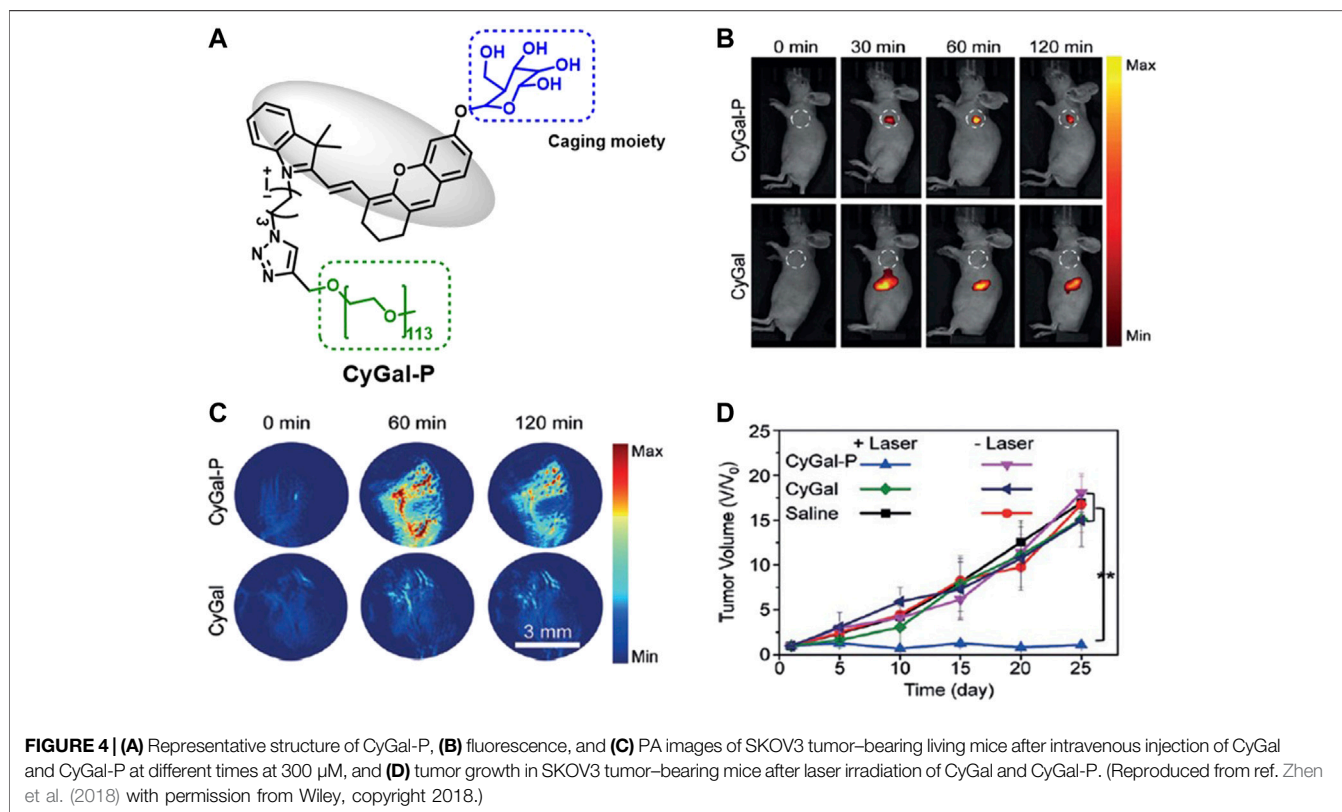 A
OH
OH
OH
OH
O
O
Caging moiety
N
+
I
3
N
N
N
O
O
O
113
CyGal-P
B
0 min 30 min 60 min 120 min
CyGal-P
CyGal
Max
Min
C
0 min 60 min 120 min
CyGal-P
CyGal
3 mm
Max
Min
D
+ Laser - Laser
CyGal-P
CyGal
Saline
**
Tumor Volume (V/V0)
25
20
15
10
5
0
0 5 10 15 20 25
Time (day)
FIGURE 4 | (A) Representative structure of CyGal-P, (B) fluorescence, and (C) PA images of SKOV3 tumor–bearing living mice after intravenous injection of CyGal
and CyGal-P at different times at 300 µM, and (D) tumor growth in SKOV3 tumor–bearing mice after laser irradiation of CyGal and CyGal-P. (Reproduced from ref. Zhen
et al. (2018) with permission from Wiley, copyright 2018.)